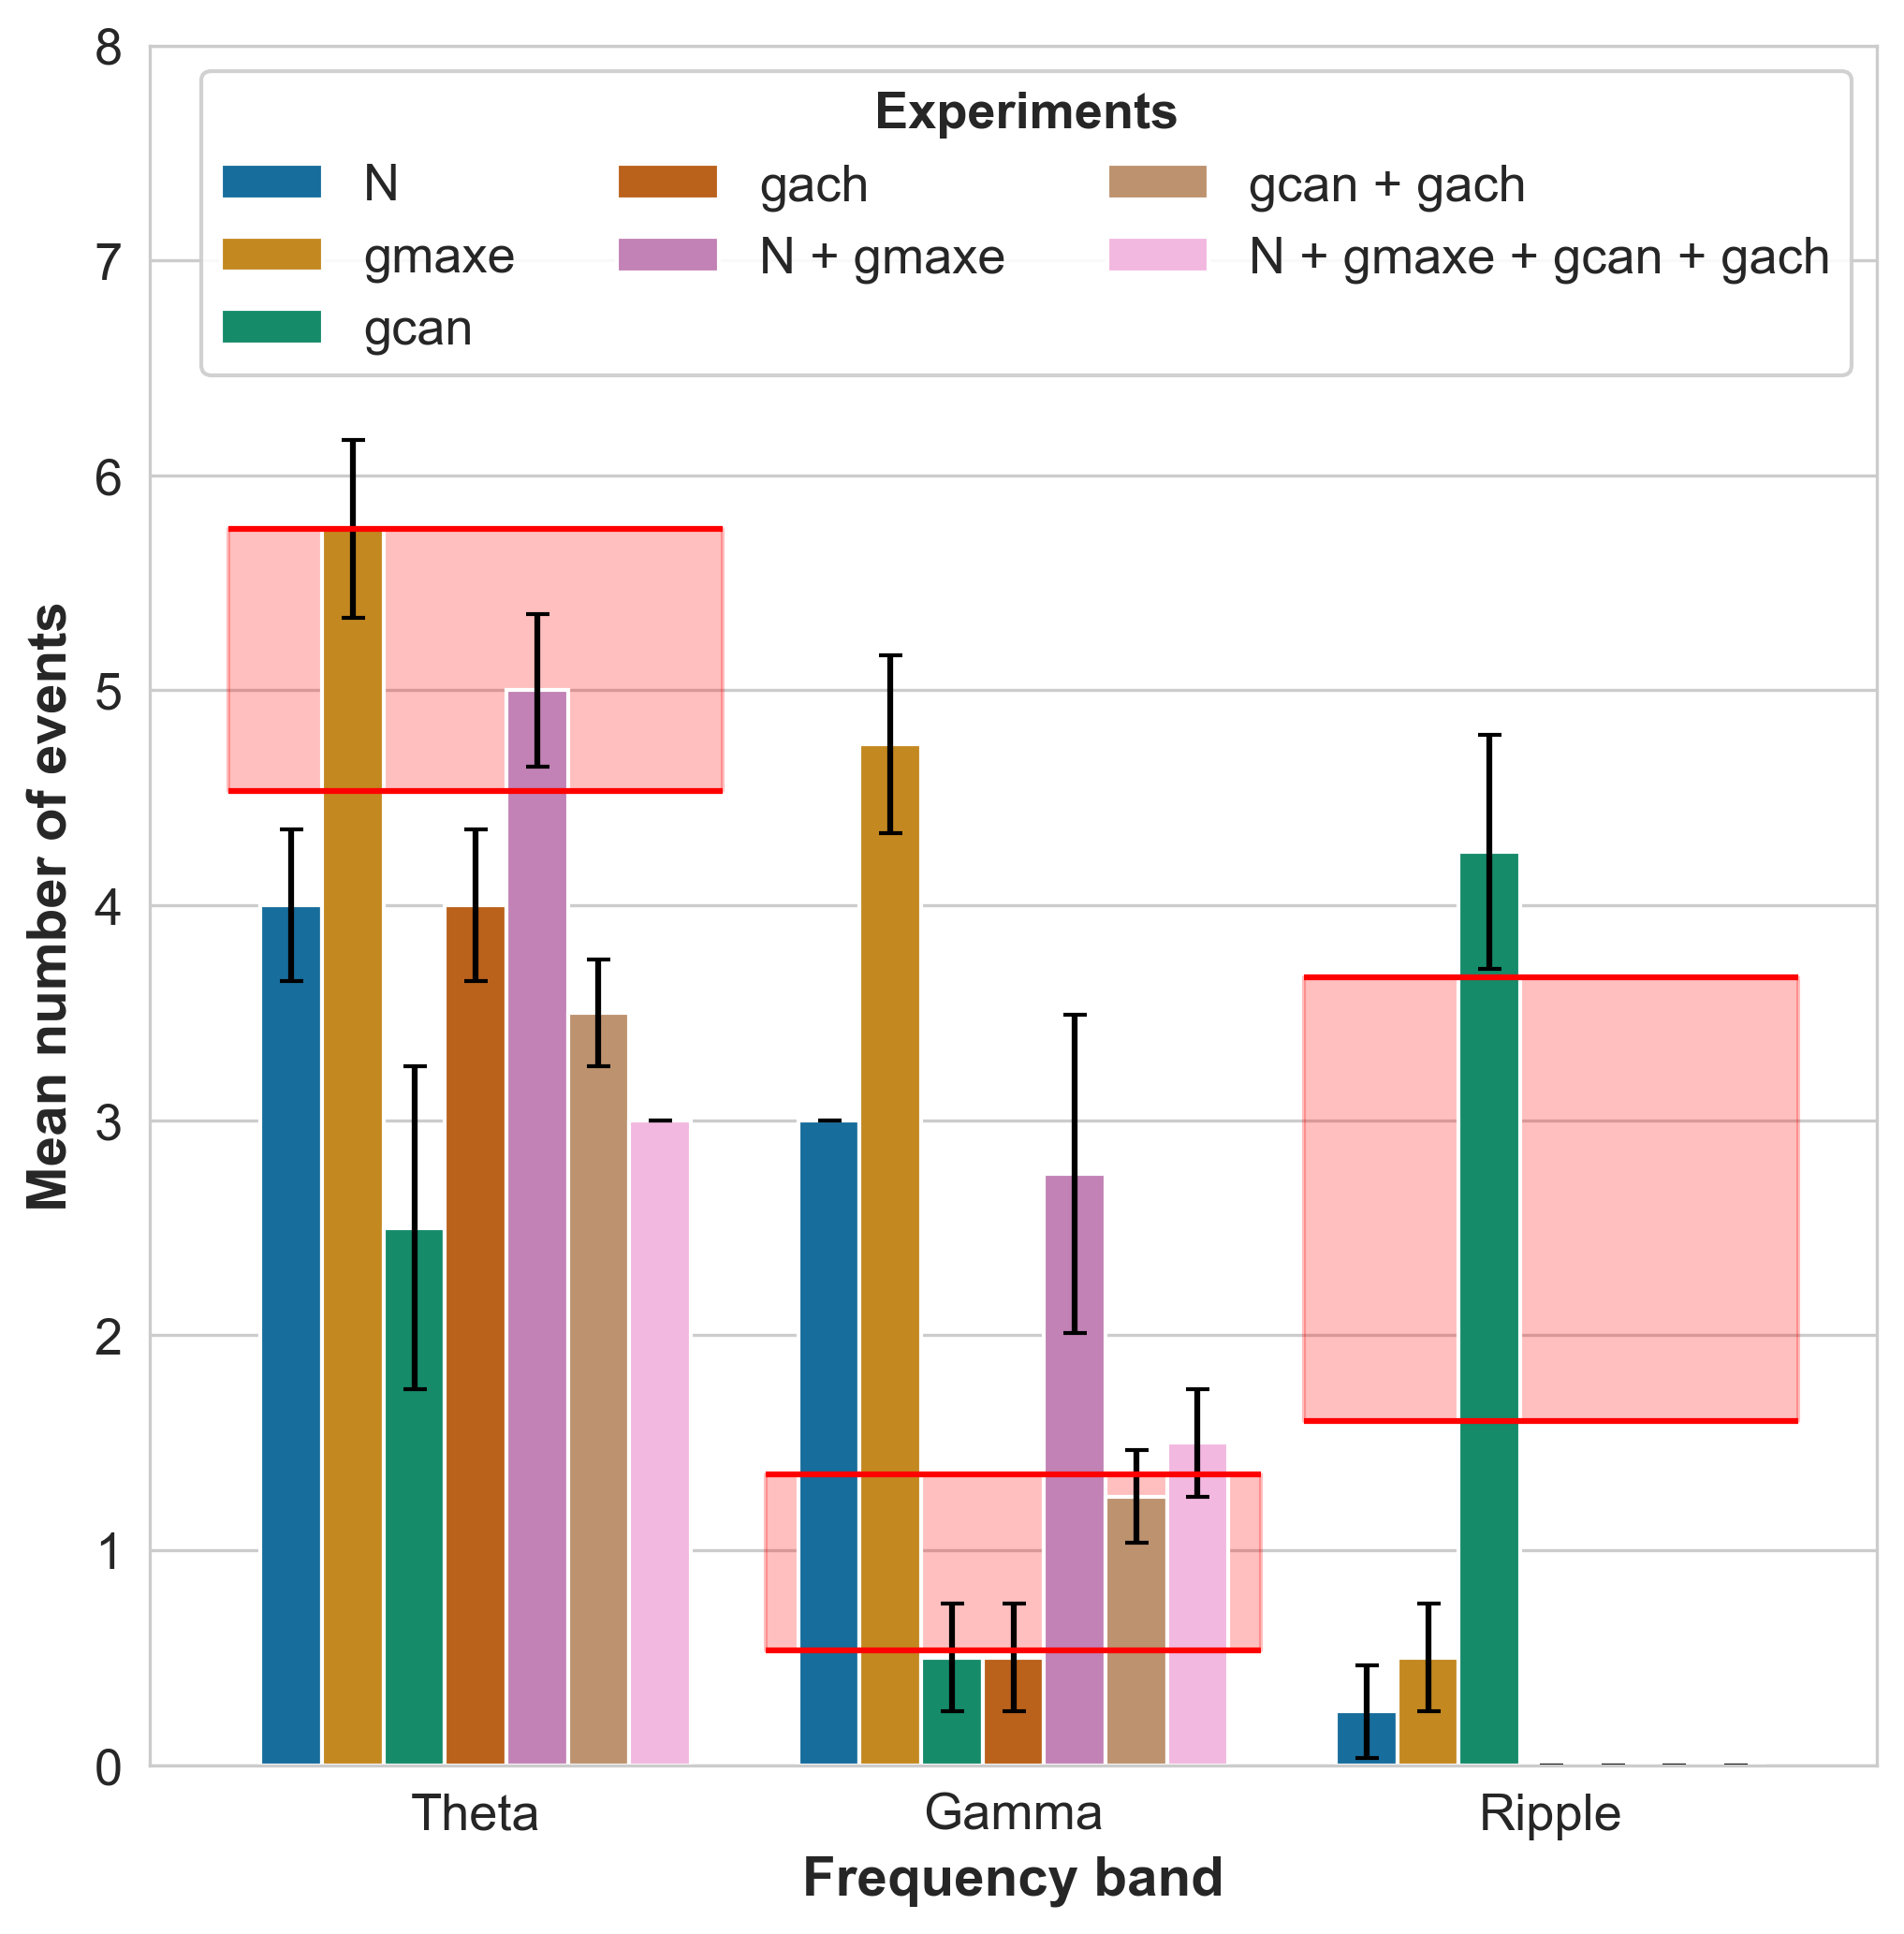 Experiments
N
gmaxe
gcan
gach
N + gmaxe
gcan + gach
N + gmaxe + gcan + gach
Mean number of events
8
7
6
5
4
3
2
1
0
Theta Gamma Ripple
Frequency band